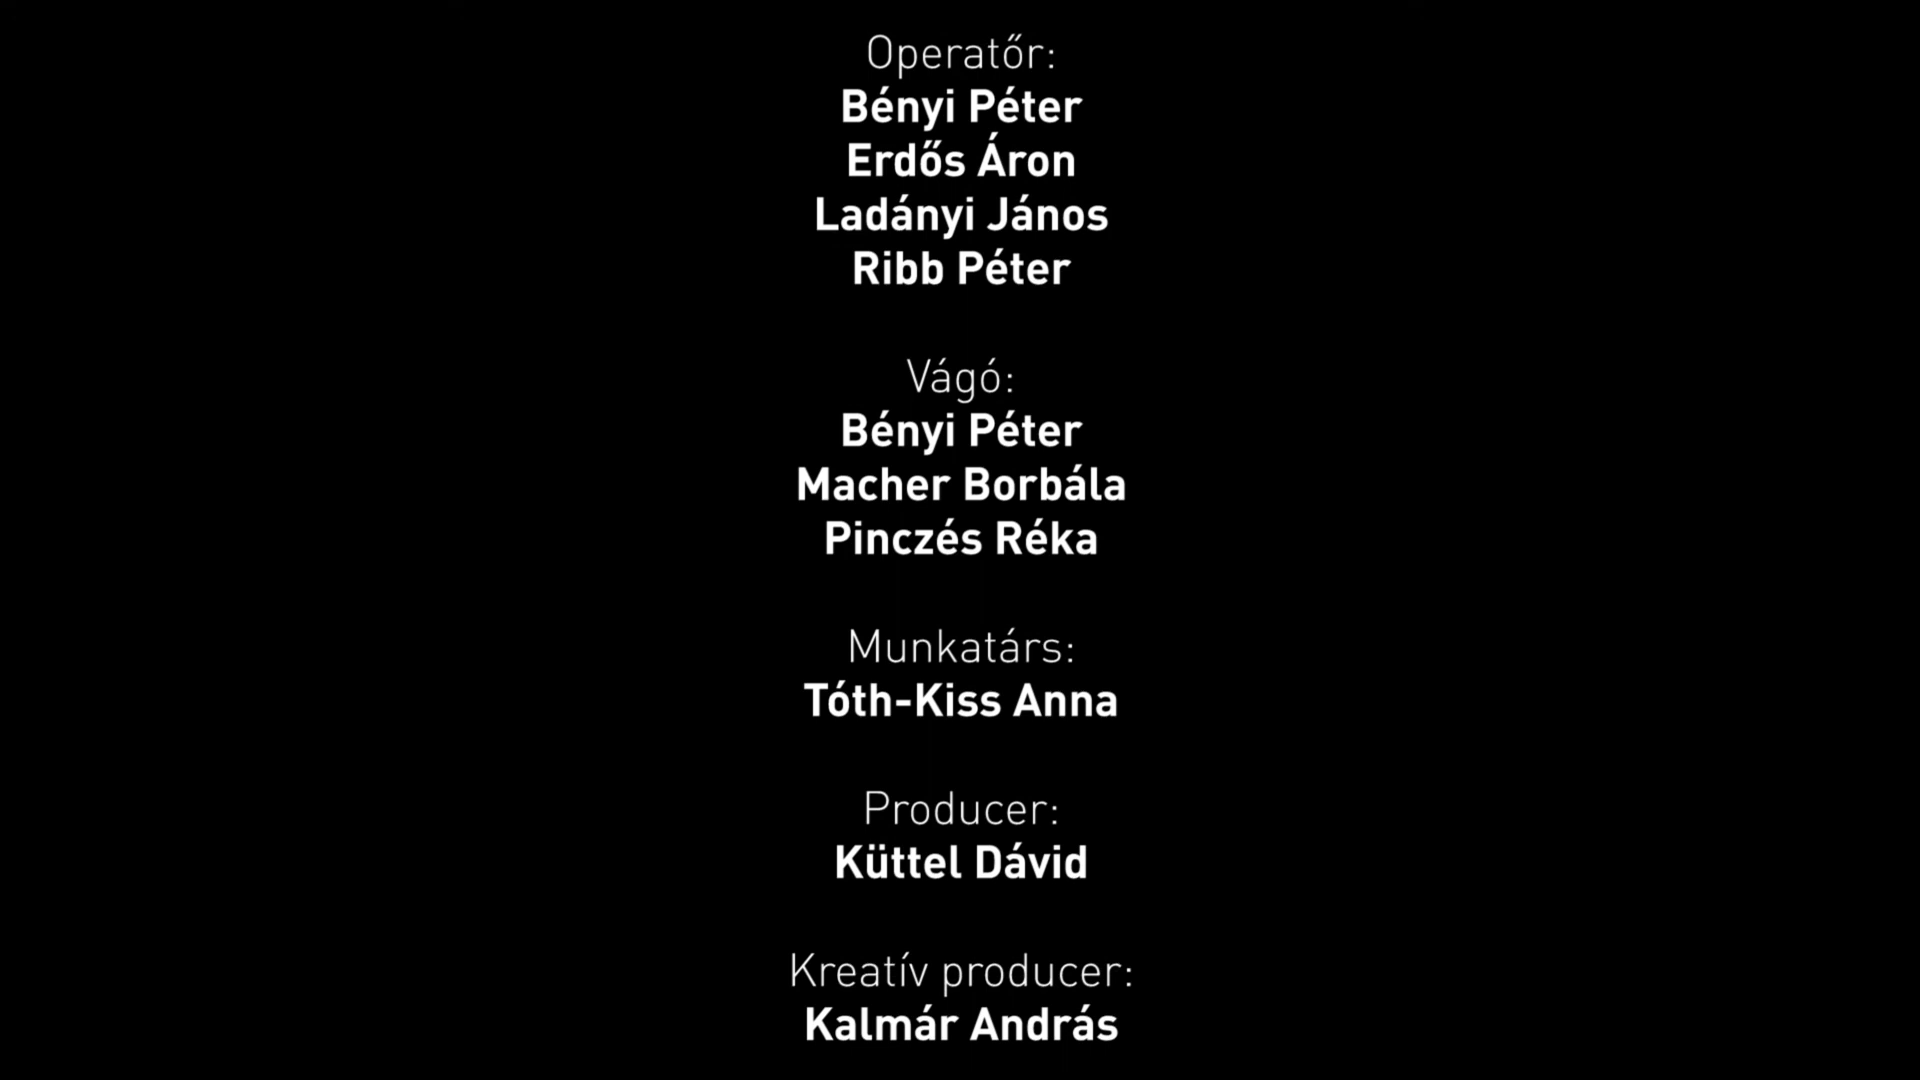 Operatőr:
Bényi Péter
Erdős Áron
Ladányi János
Ribb Péter
Vágó:
Bényi Péter
Macher Borbála
Pinczés Réka
Munkatárs:
Tóth-Kiss Anna
Producer:
Küttel Dávid
Kreatív producer:
Kalmár András